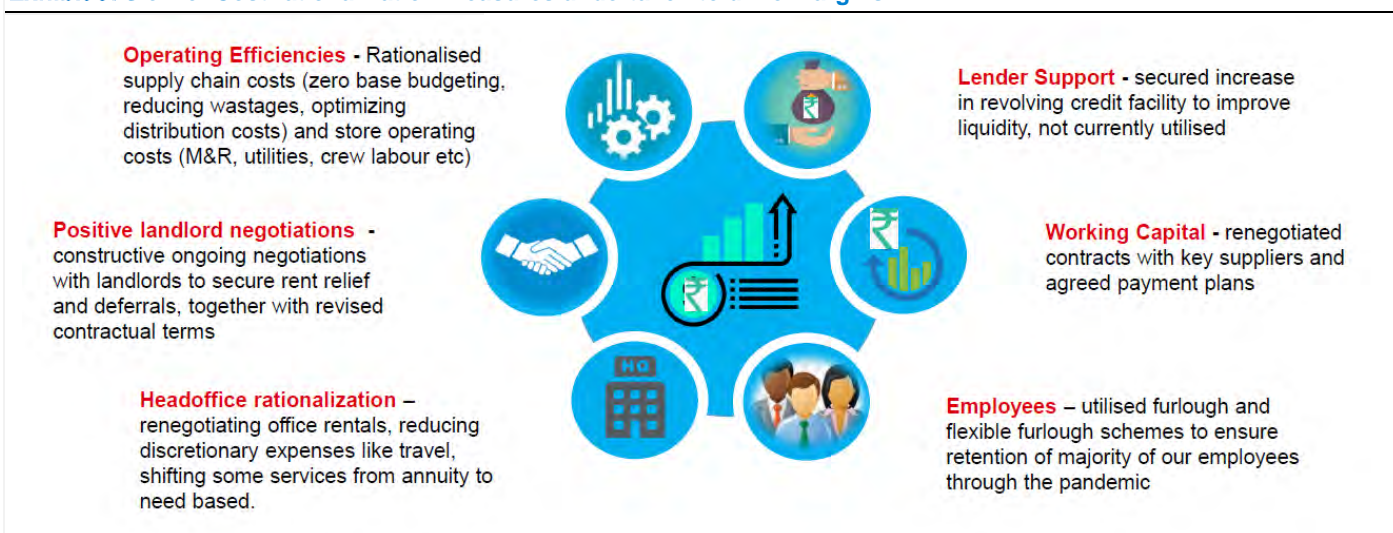 Operating Efficiencies - Rationalised
supply chain costs (zero base budgeting,
reducing wastages, optimizing
distribution costs) and store operating
costs (M&R, utilities, crew labour etc)
Lender Support - secured increase
in revolving credit facility to improve
liquidity, not currently utilised
Positive landlord negotiations -
constructive ongoing negotiations
with landlords to secure rent relief
and deferrals, together with revised
contractual terms
Working Capital - renegotiated
contracts with key suppliers and
agreed payment plans
Headoffice rationalization –
renegotiating office rentals, reducing
discretionary expenses like travel,
shifting some services from annuity to
need based.
Employees – utilised furlough and
flexible furlough schemes to ensure
retention of majority of our employees
through the pandemic
₹
₹
₹
HQ